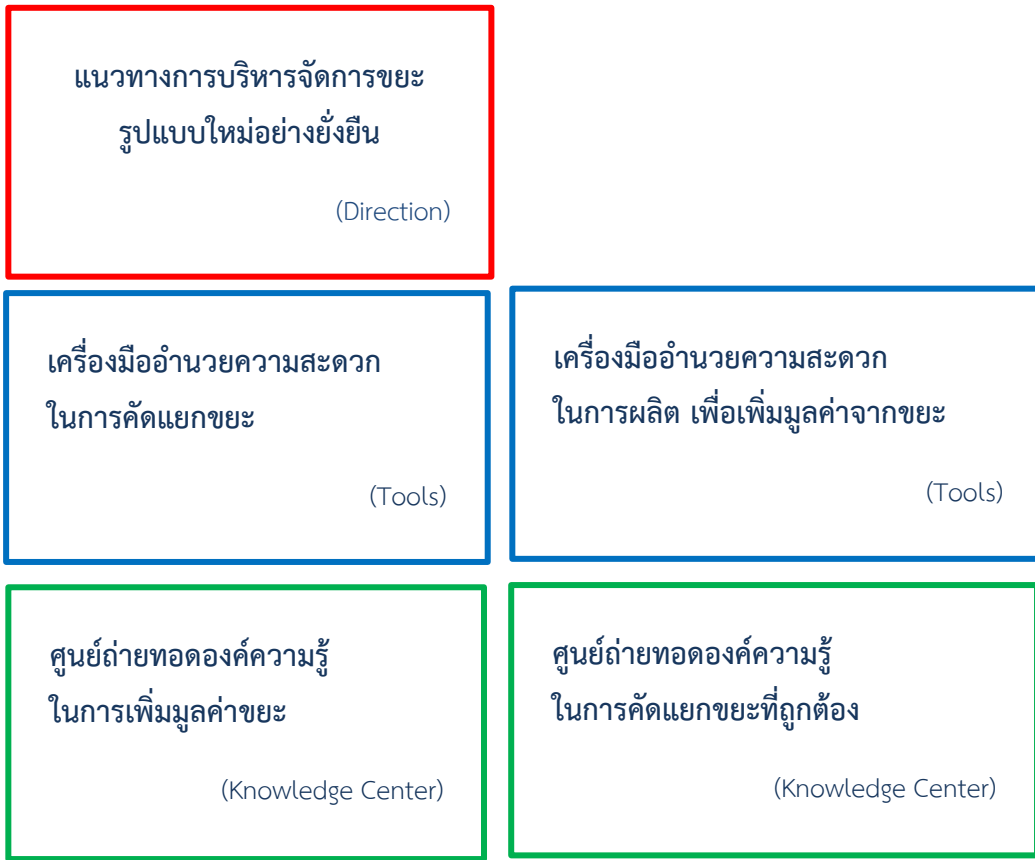 แนวทางการบริหารจัดการขยะ
รูปแบบใหม่อย่างยั่งยืน
(Direction)
เครื่องมืออำนวยความสะดวก
ในการคัดแยกขยะ
(Tools)
เครื่องมืออำนวยความสะดวก
ในการผลิต เพื่อเพิ่มมูลค่าจากขยะ
(Tools)
ศูนย์ถ่ายทอดองค์ความรู้
ในการเพิ่มมูลค่าขยะ
(Knowledge Center)
ศูนย์ถ่ายทอดองค์ความรู้
ในการคัดแยกขยะที่ถูกต้อง
(Knowledge Center)